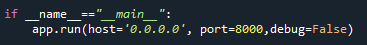 if __name__=="__main__":
    app.run(host='0.0.0.0', port=8000,debug=False)